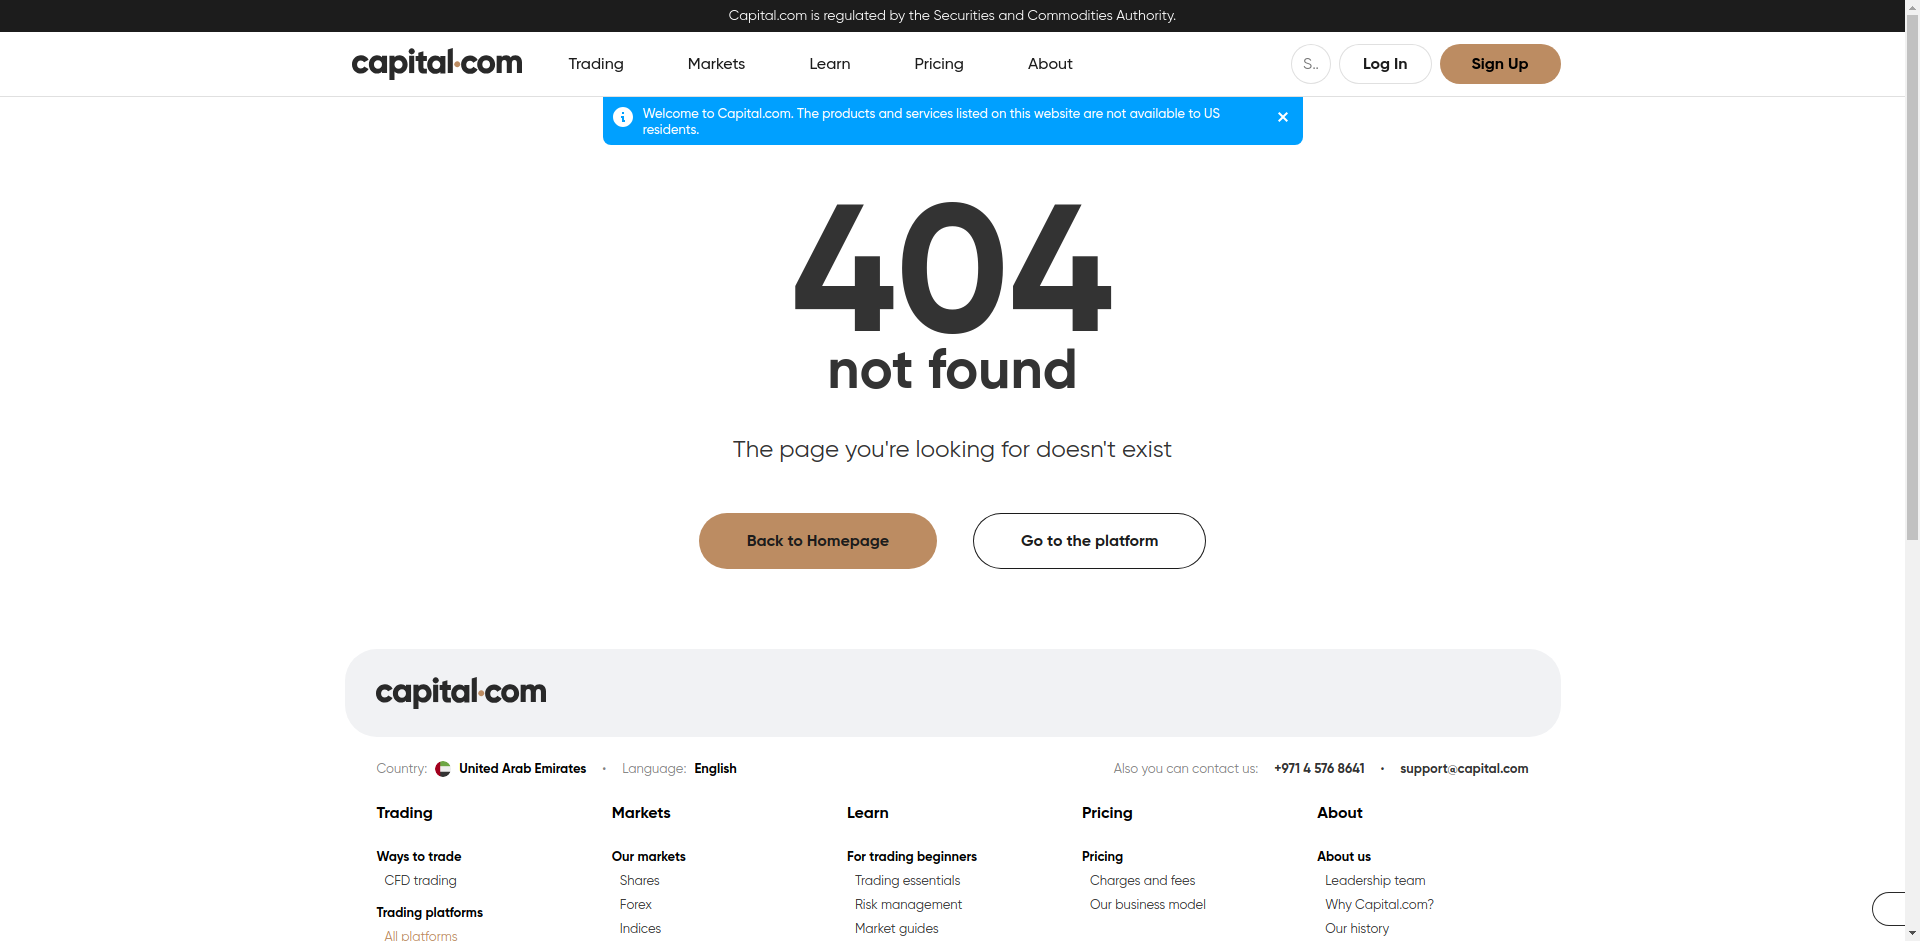 Capital.com is regulated by the Securities and Commodities Authority.
capital.com
Trading
Markets
Learn
Pricing
About
S..
Log In
Sign Up
Welcome to Capital.com. The products and services listed on this website are not available to US
residents.
404
not found
The page you're looking for doesn't exist
Back to Homepage
Go to the platform
capital.com
Country: United Arab Emirates • Language: English
Also you can contact us: +971 4 576 8641 • support@capital.com
Trading
Ways to trade
CFD trading
Trading platforms
All platforms
Markets
Our markets
Shares
Forex
Indices
Learn
For trading beginners
Trading essentials
Risk management
Market guides
Pricing
Pricing
Charges and fees
Our business model
About
About us
Leadership team
Why Capital.com?
Our history